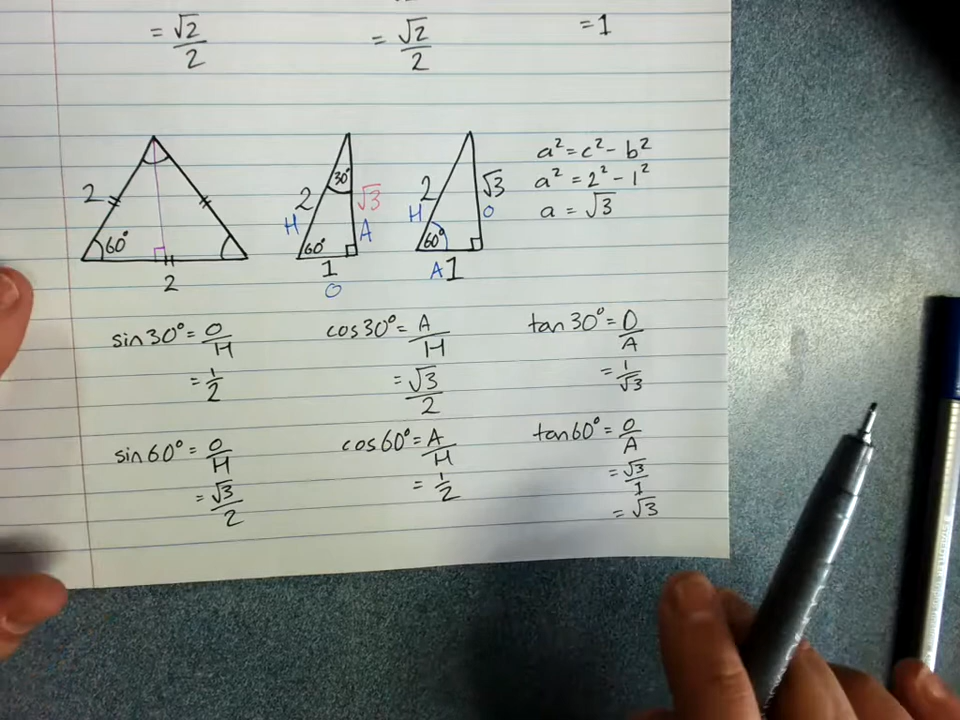 = √2/2
= √2/2
= 1
2
60°
2
30°
2
√3
H
A
60°
1
O
2
√3
H
O
60°
A 1
a² = c² - b²
a² = 2² - 1²
a = √3
sin 30° = O/H
= 1/2
cos 30° = A/H
= √3/2
tan 30° = O/A
= 1/√3
sin 60° = O/H
= √3/2
cos 60° = A/H
= 1/2
tan 60° = O/A
= √3/1
= √3